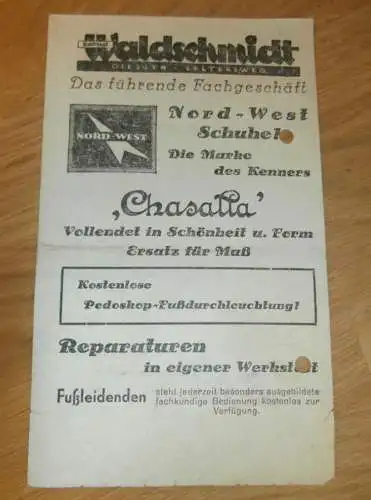 Waldschmidt
GIESSEN - SELTERSWEG
Das führende Fachgeschäft
NORD-WEST
Nord-West
Schuhe
Die Marke
des Kenners
‚Chasalla'
Vollendet in Schönheit u. Form
Ersatz für Maß
Kostenlose
Pedoskop-Fußdurchleuchtung!
Reparaturen
in eigener Werkstatt
Fußleidenden steht jederzeit besonders ausgebildete
fachkundige Bedienung kostenlos zur
Verfügung.